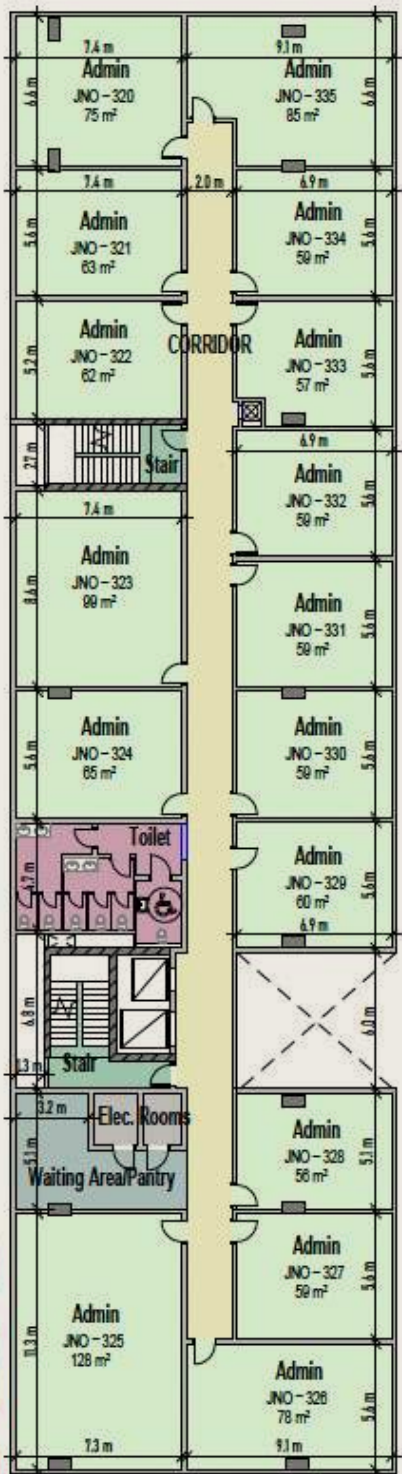 7.4 m
9.1 m
Admin
JNO-320
75 m²
6.6 m
Admin
JNO-335
85 m²
6.6 m
7.4 m
2.0 m
6.9 m
Admin
JNO-321
63 m²
5.6 m
Admin
JNO-334
59 m²
5.6 m
Admin
JNO-322
62 m²
5.2 m
CORRIDOR
Admin
JNO-333
57 m²
5.6 m
2.7 m
Stair
6.9 m
Admin
JNO-332
59 m²
5.6 m
7.4 m
Admin
JNO-323
99 m²
8.6 m
Admin
JNO-331
59 m²
5.6 m
Admin
JNO-324
65 m²
5.6 m
Admin
JNO-330
59 m²
5.6 m
Toilet
4.7 m
Admin
JNO-329
60 m²
5.6 m
6.9 m
6.8 m
6.0 m
Stair
1.3 m
3.2 m
Elec. Rooms
5.1 m
Waiting Area/Pantry
Admin
JNO-328
56 m²
5.1 m
Admin
JNO-327
59 m²
5.6 m
Admin
JNO-325
128 m²
11.3 m
Admin
JNO-326
78 m²
5.6 m
7.3 m
9.1 m